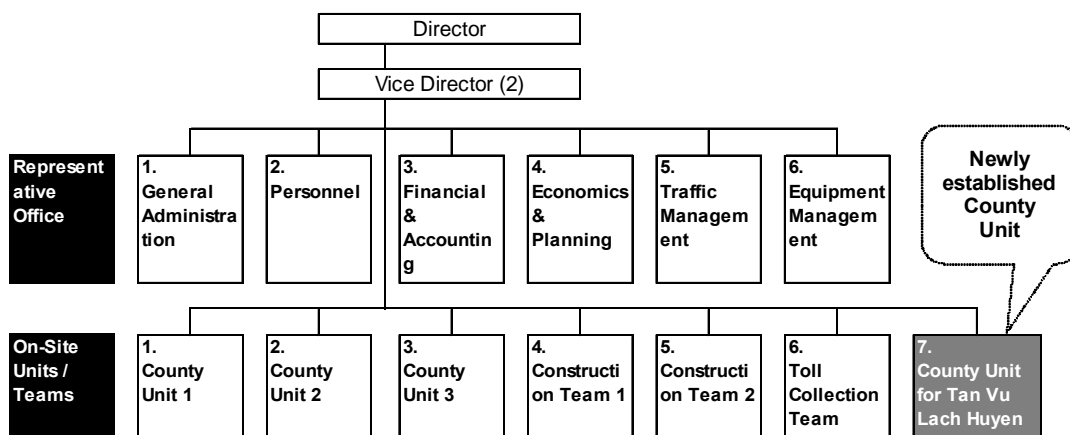 Director
Vice Director (2)
Represent
ative
Office
1.
General
Administra
tion
2.
Personnel
3.
Financial
&
Accountin
g
4.
Economics
&
Planning
5.
Traffic
Managem
ent
6.
Equipment
Managem
ent
Newly
established
County
Unit
On-Site
Units /
Teams
1.
County
Unit 1
2.
County
Unit 2
3.
County
Unit 3
4.
Constructi
on Team 1
5.
Constructi
on Team 2
6.
Toll
Collection
Team
7.
County Unit
for Tan Vu
Lach Huyen